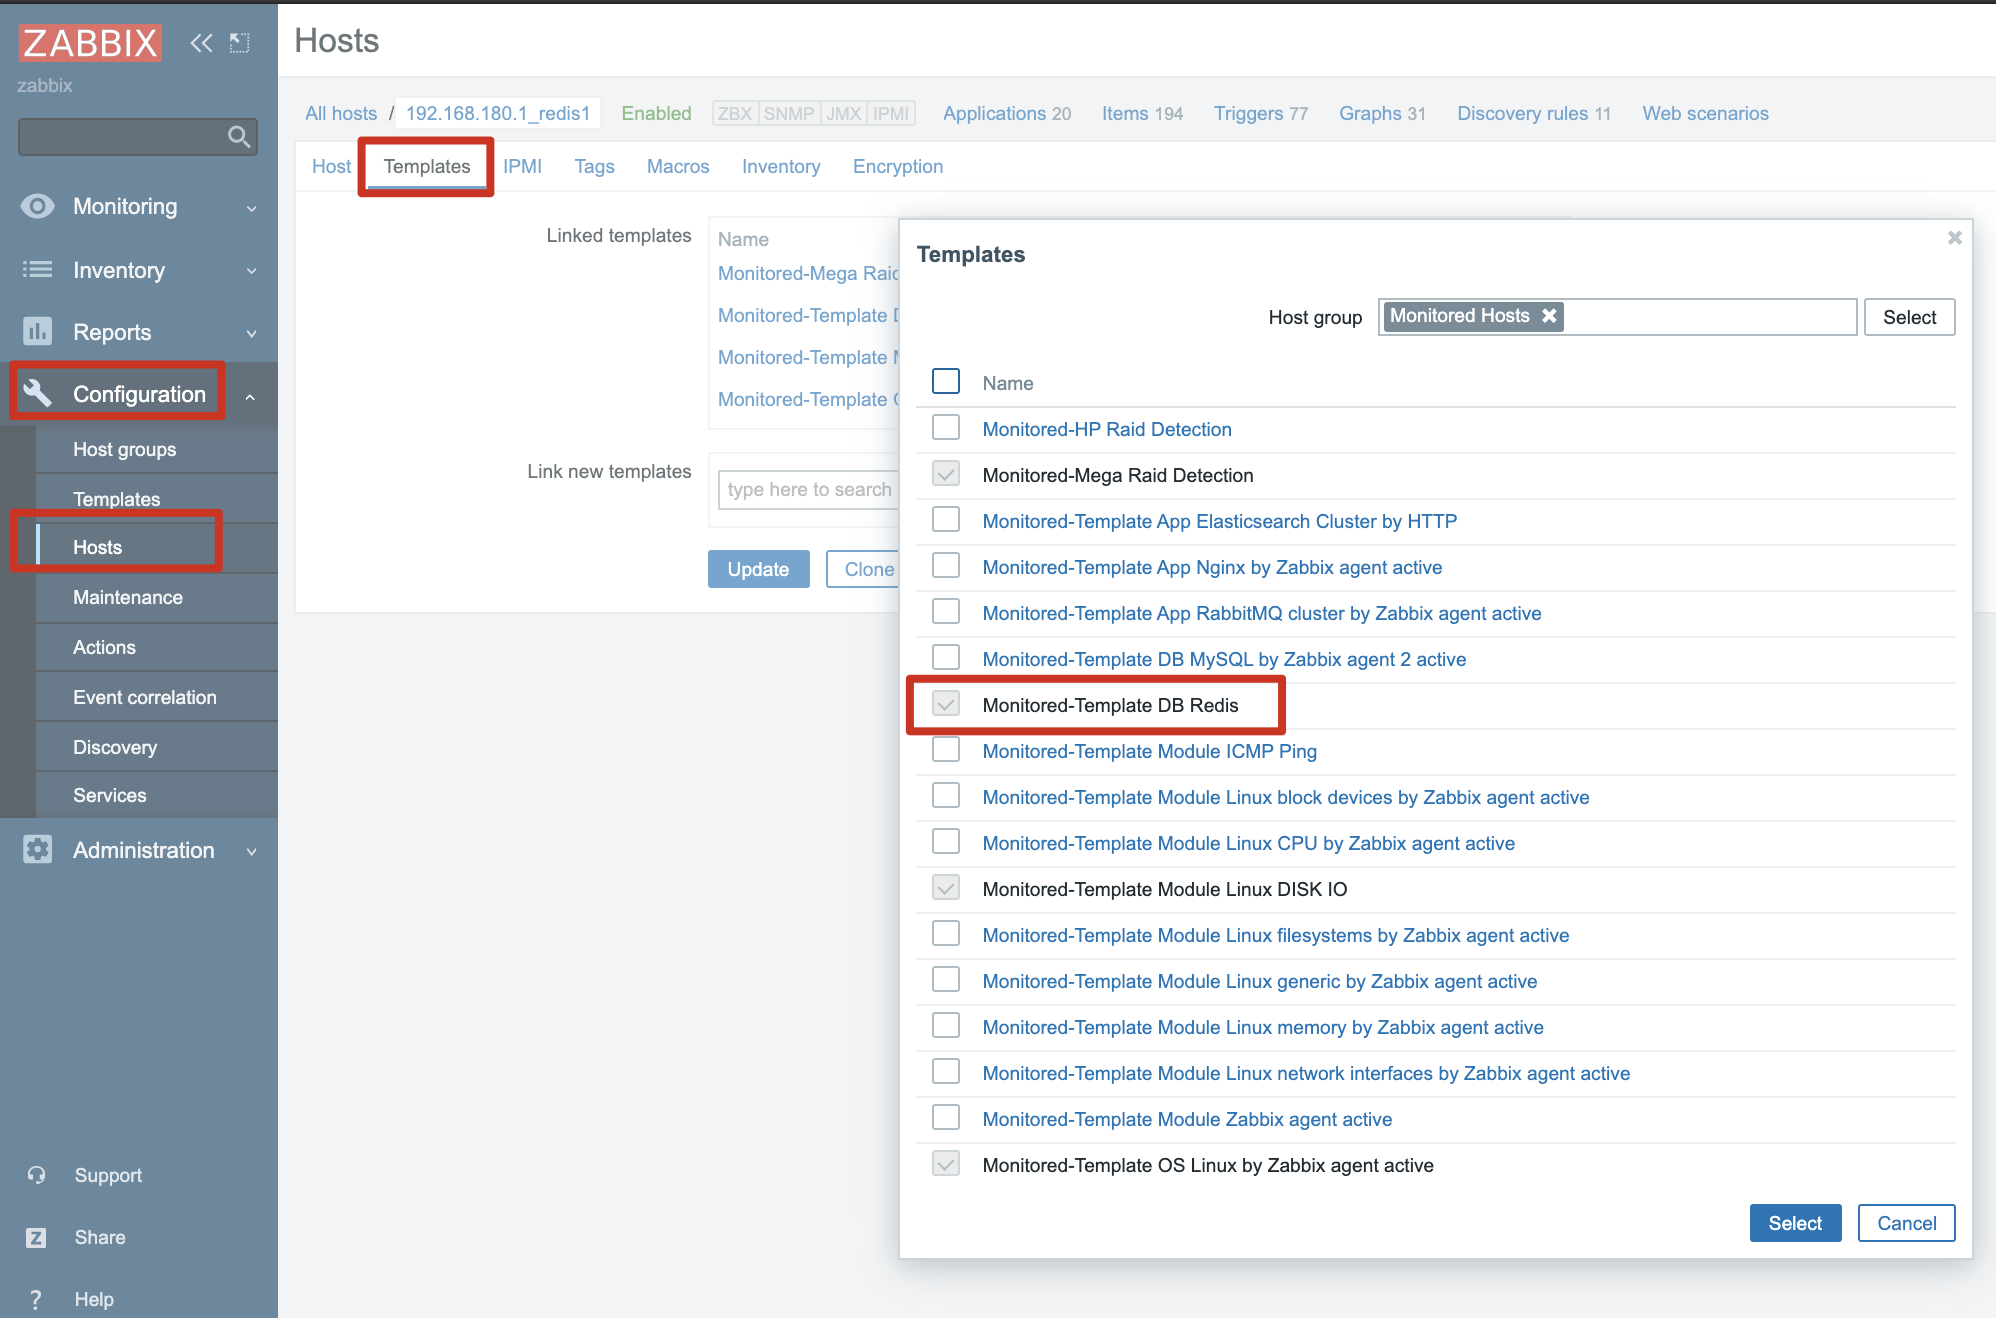 ZABBIX
zabbix
Monitoring
Inventory
Reports
Configuration
Host groups
Templates
Hosts
Maintenance
Actions
Event correlation
Discovery
Services
Administration
Support
Share
Help
Hosts
All hosts / 192.168.180.1_redis1 Enabled ZBX SNMP JMX IPMI Applications 20 Items 194 Triggers 77 Graphs 31 Discovery rules 11 Web scenarios
Host Templates IPMI Tags Macros Inventory Encryption
Linked templates
Name
Monitored-Mega Raid
Monitored-Template
Monitored-Template
Monitored-Template
Link new templates
type here to search
Update Clone
Templates
Host group Monitored Hosts Select
Name
Monitored-HP Raid Detection
Monitored-Mega Raid Detection
Monitored-Template App Elasticsearch Cluster by HTTP
Monitored-Template App Nginx by Zabbix agent active
Monitored-Template App RabbitMQ cluster by Zabbix agent active
Monitored-Template DB MySQL by Zabbix agent 2 active
Monitored-Template DB Redis
Monitored-Template Module ICMP Ping
Monitored-Template Module Linux block devices by Zabbix agent active
Monitored-Template Module Linux CPU by Zabbix agent active
Monitored-Template Module Linux DISK IO
Monitored-Template Module Linux filesystems by Zabbix agent active
Monitored-Template Module Linux generic by Zabbix agent active
Monitored-Template Module Linux memory by Zabbix agent active
Monitored-Template Module Linux network interfaces by Zabbix agent active
Monitored-Template Module Zabbix agent active
Monitored-Template OS Linux by Zabbix agent active
Select Cancel